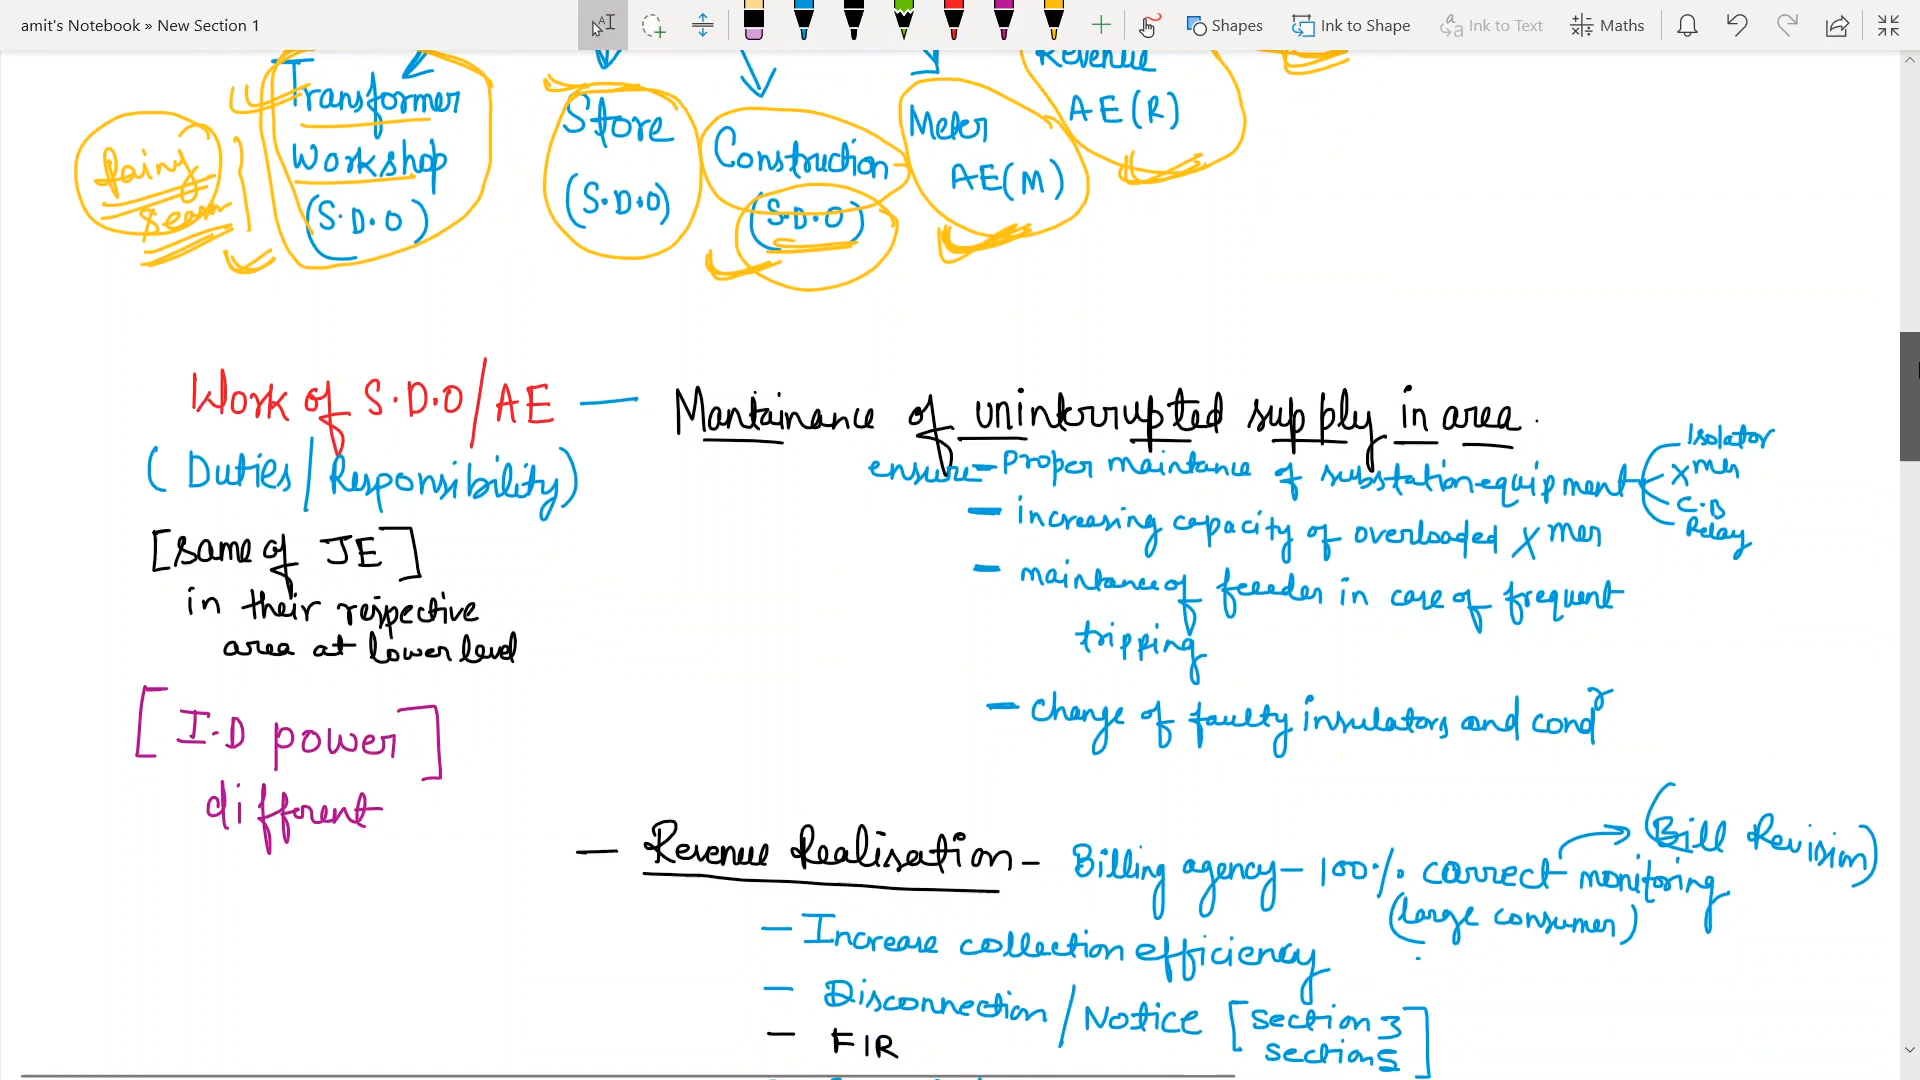 amit's Notebook » New Section 1
Shapes
Ink to Shape
Ink to Text
Maths
Transformer
Workshop
(S.D.O)
Store
(S.D.O)
Construction
(S.D.O)
Meter
AE(M)
Revenue
AE(R)
Work of S.D.O/AE — Mantainance of uninterrupted supply in area.
(Duties/Responsibility)
[same of JE]
in their respective
area at lower level
[I.D power]
different
ensure — Proper maintance of substation equipment
Isolator
Xmer
C.B
Relay
— increasing capacity of overloaded Xmer
— maintance of feeder in case of frequent
tripping
— change of faulty insulators and condr
— Revenue Realisation — Billing agency — 100% correct monitoring
(Bill Revision)
(large consumer)
— Increase collection efficiency
— Disconnection/Notice [section 3
section 5]
— FIR